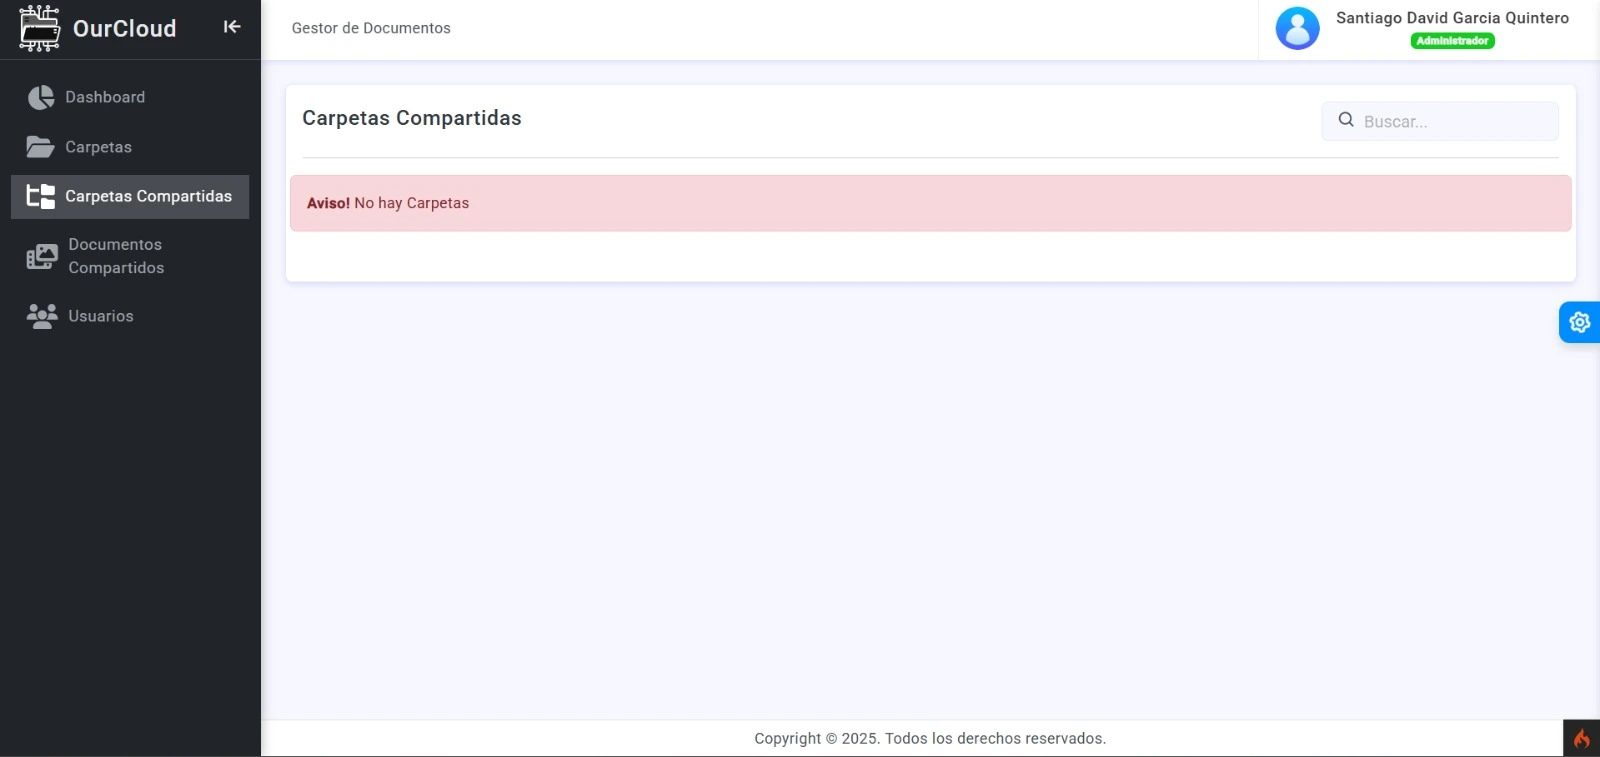 OurCloud
Gestor de Documentos
Santiago David Garcia Quintero
Administrador
Dashboard
Carpetas
Carpetas Compartidas
Documentos
Compartidos
Usuarios
Carpetas Compartidas
Buscar...
Aviso! No hay Carpetas
Copyright © 2025. Todos los derechos reservados.